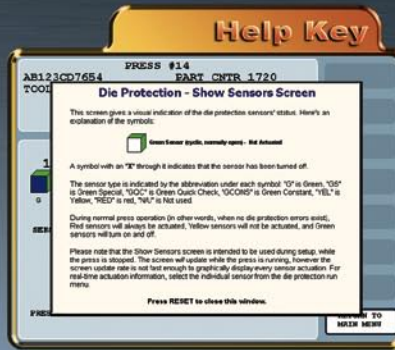 Help Key
PRESS #14
AB123CD7654 PART CNTR 1720
TOOL
Die Protection - Show Sensors Screen
This screen gives a visual indication of the die protection sensors' status. Here's an
explanation of the symbols:
Green Sensor (cyclic, normally open) - Not Actuated
A symbol with an "X" through it indicates that the sensor has been turned off.
The sensor type is indicated by the abbreviation under each symbol: "G" is Green, "GS"
is Green Special, "GQC" is Green Quick Check, "GCONS" is Green Constant, "YEL" is
Yellow, "RED" is red, "N/U" is Not used.
During normal press operation (in other words, when no die protection errors exist),
Red sensors will always be actuated, Yellow sensors will not be actuated, and Green
sensors will turn on and off.
Please note that the Show Sensors screen is intended to be used during setup, while
the press is stopped. The screen will update while the press is running, however the
screen update rate is not fast enough to graphically display every sensor actuation. For
real-time actuation information, select the individual sensor from the die protection run
menu.
Press RESET to close this window.
1
G
SEN
PRES
RETURN TO
MAIN MENU